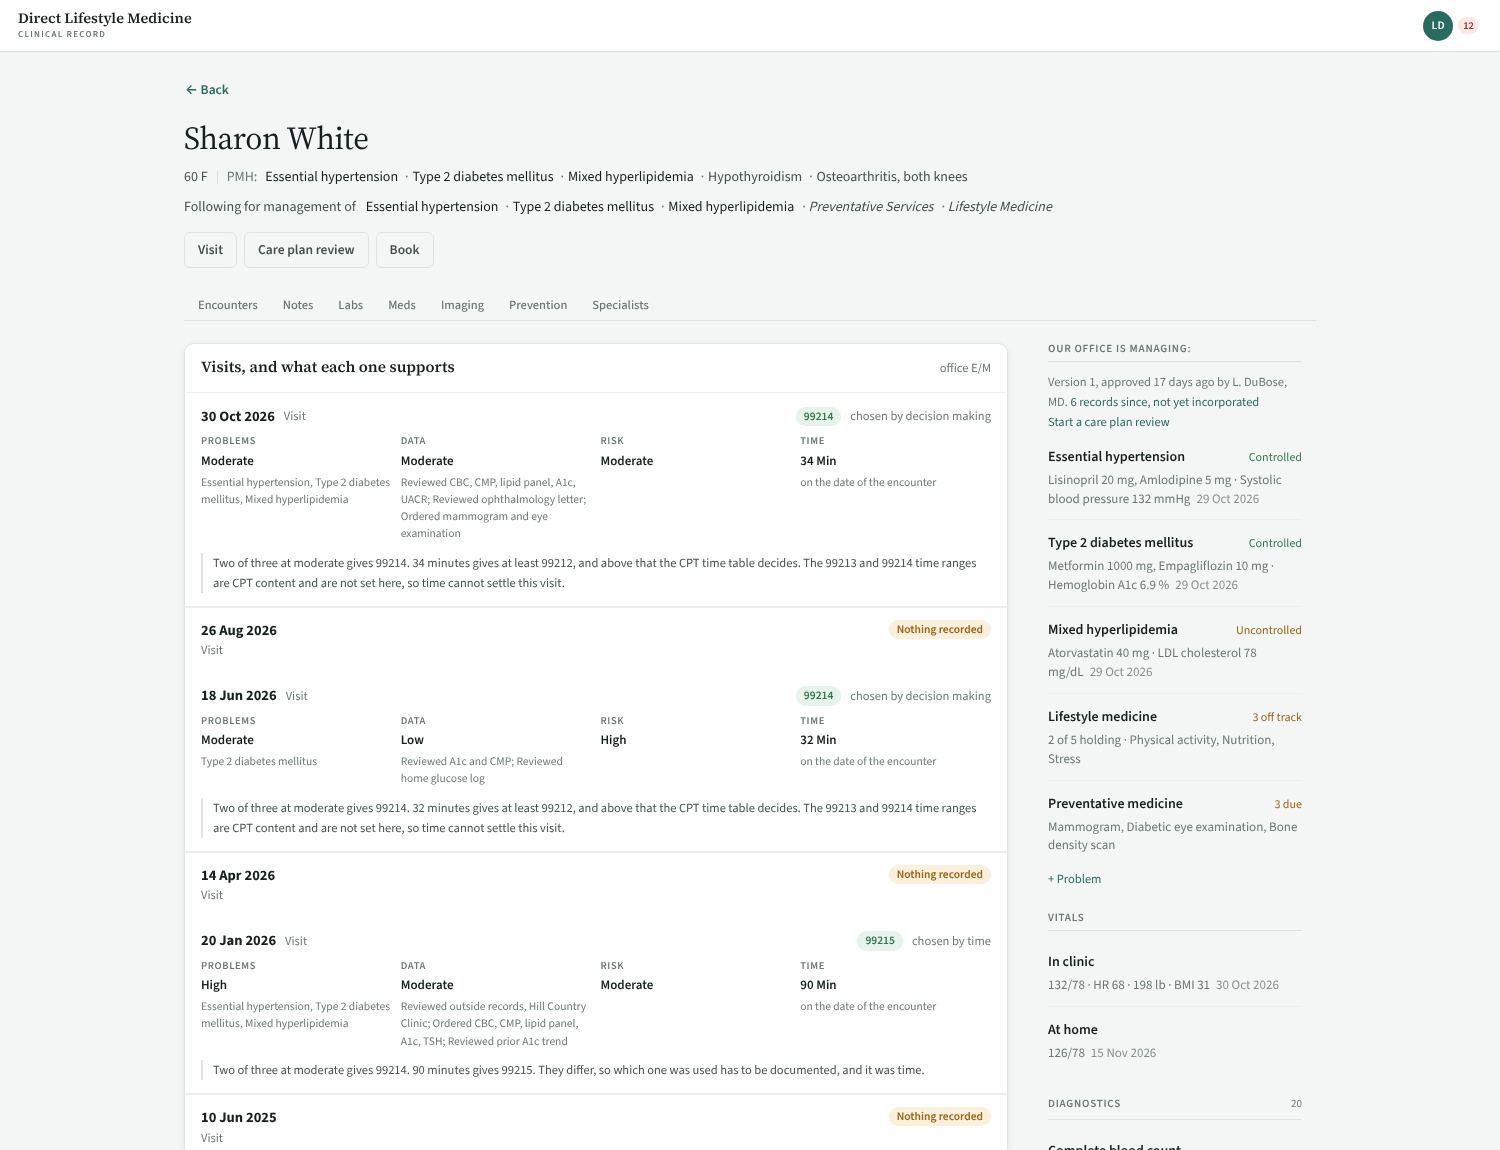 Direct Lifestyle Medicine
CLINICAL RECORD
LD
12
← Back
Sharon White
60 F | PMH: Essential hypertension · Type 2 diabetes mellitus · Mixed hyperlipidemia · Hypothyroidism · Osteoarthritis, both knees
Following for management of Essential hypertension · Type 2 diabetes mellitus · Mixed hyperlipidemia · Preventative Services · Lifestyle Medicine
Visit
Care plan review
Book
Encounters
Notes
Labs
Meds
Imaging
Prevention
Specialists
Visits, and what each one supports
office E/M
30 Oct 2026 Visit
99214 chosen by decision making
PROBLEMS
Moderate
Essential hypertension, Type 2 diabetes
mellitus, Mixed hyperlipidemia
DATA
Moderate
Reviewed CBC, CMP, lipid panel, A1c,
UACR; Reviewed ophthalmology letter;
Ordered mammogram and eye
examination
RISK
Moderate
TIME
34 Min
on the date of the encounter
Two of three at moderate gives 99214. 34 minutes gives at least 99212, and above that the CPT time table decides. The 99213 and 99214 time ranges
are CPT content and are not set here, so time cannot settle this visit.
26 Aug 2026
Nothing recorded
Visit
18 Jun 2026 Visit
99214 chosen by decision making
PROBLEMS
Moderate
Type 2 diabetes mellitus
DATA
Low
Reviewed A1c and CMP; Reviewed
home glucose log
RISK
High
TIME
32 Min
on the date of the encounter
Two of three at moderate gives 99214. 32 minutes gives at least 99212, and above that the CPT time table decides. The 99213 and 99214 time ranges
are CPT content and are not set here, so time cannot settle this visit.
14 Apr 2026
Nothing recorded
Visit
20 Jan 2026 Visit
99215 chosen by time
PROBLEMS
High
Essential hypertension, Type 2 diabetes
mellitus, Mixed hyperlipidemia
DATA
Moderate
Reviewed outside records, Hill Country
Clinic; Ordered CBC, CMP, lipid panel,
A1c, TSH; Reviewed prior A1c trend
RISK
Moderate
TIME
90 Min
on the date of the encounter
Two of three at moderate gives 99214. 90 minutes gives 99215. They differ, so which one was used has to be documented, and it was time.
10 Jun 2025
Nothing recorded
Visit
OUR OFFICE IS MANAGING:
Version 1, approved 17 days ago by L. DuBose,
MD. 6 records since, not yet incorporated
Start a care plan review
Essential hypertension
Controlled
Lisinopril 20 mg, Amlodipine 5 mg · Systolic
blood pressure 132 mmHg 29 Oct 2026
Type 2 diabetes mellitus
Controlled
Metformin 1000 mg, Empagliflozin 10 mg ·
Hemoglobin A1c 6.9 % 29 Oct 2026
Mixed hyperlipidemia
Uncontrolled
Atorvastatin 40 mg · LDL cholesterol 78
mg/dL 29 Oct 2026
Lifestyle medicine
3 off track
2 of 5 holding · Physical activity, Nutrition,
Stress
Preventative medicine
3 due
Mammogram, Diabetic eye examination, Bone
density scan
+ Problem
VITALS
In clinic
132/78 · HR 68 · 198 lb · BMI 31 30 Oct 2026
At home
126/78 15 Nov 2026
DIAGNOSTICS
20
Complete blood count